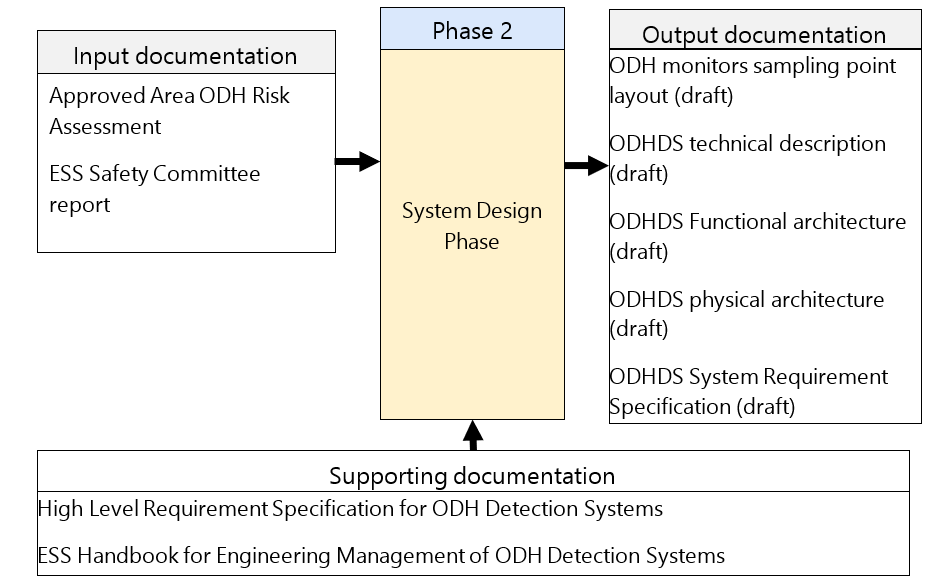 Input documentation
Approved Area ODH Risk
Assessment
ESS Safety Committee
report
Phase 2
System Design
Phase
Output documentation
ODH monitors sampling point
layout (draft)
ODHDS technical description
(draft)
ODHDS Functional architecture
(draft)
ODHDS physical architecture
(draft)
ODHDS System Requirement
Specification (draft)
Supporting documentation
High Level Requirement Specification for ODH Detection Systems
ESS Handbook for Engineering Management of ODH Detection Systems